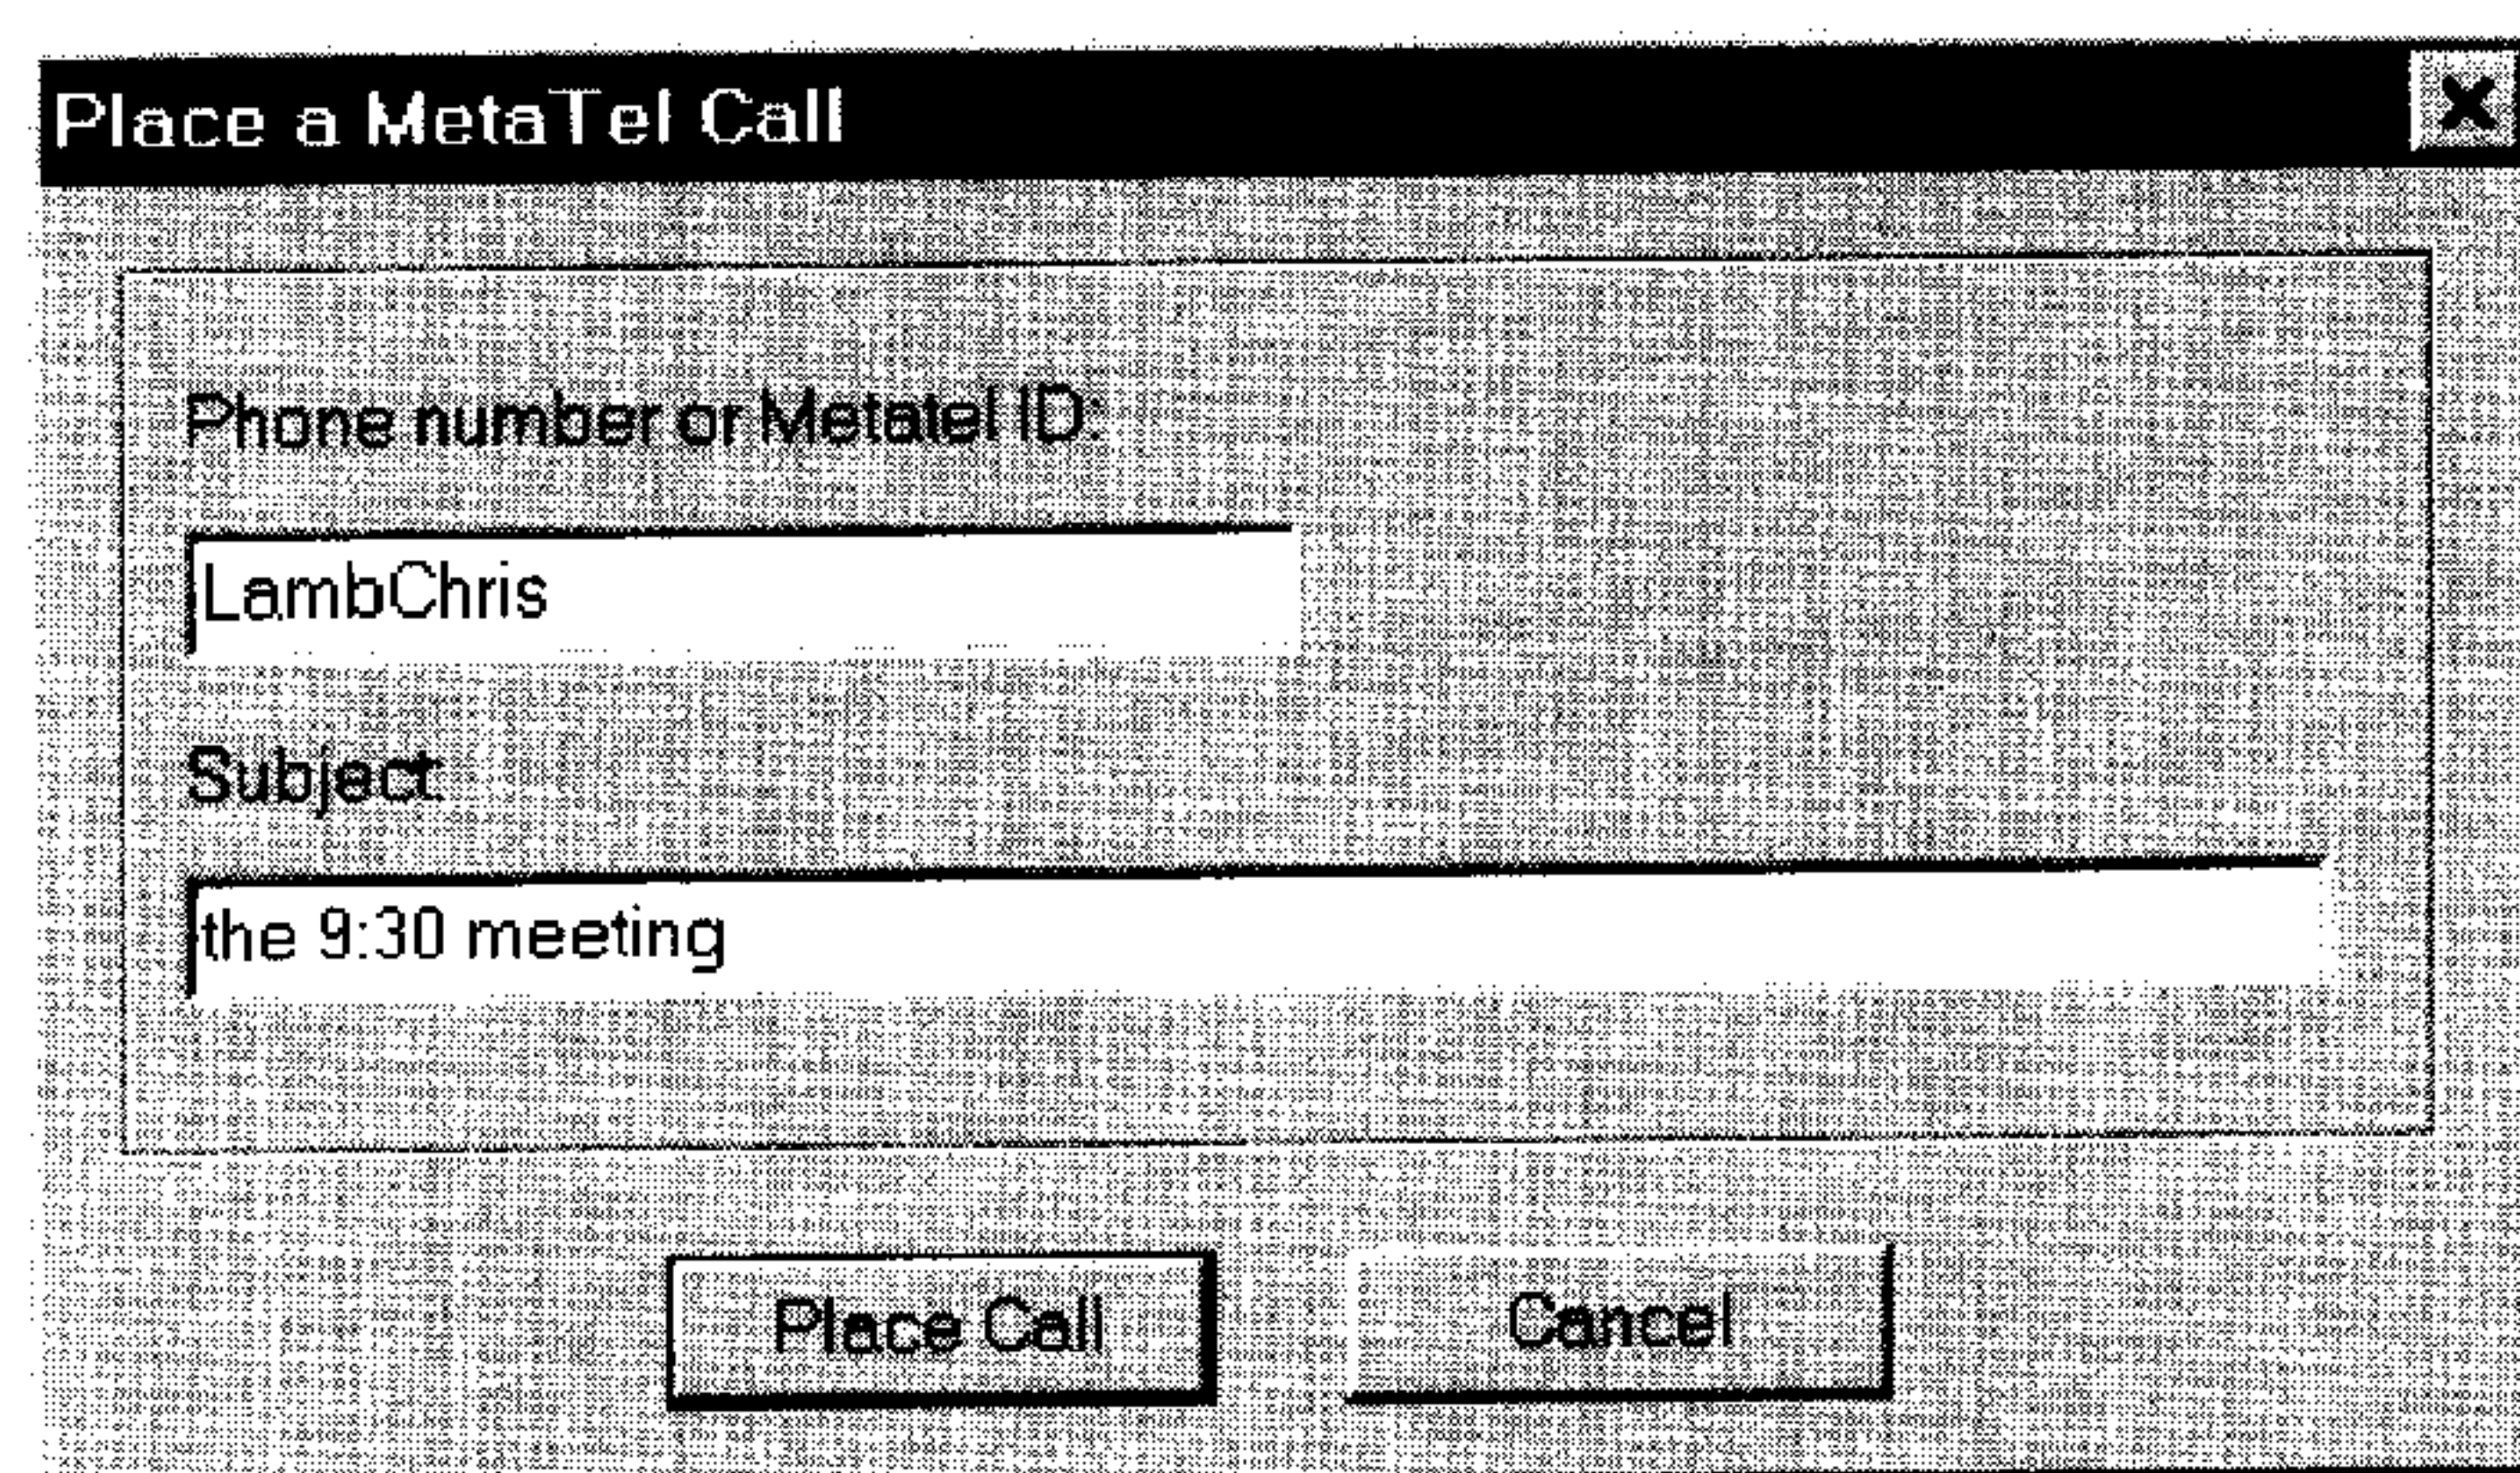 Place a MetaTel Call
Phone number or Metatel ID:
LambChris
Subject:
the 9:30 meeting
Place Call Cancel